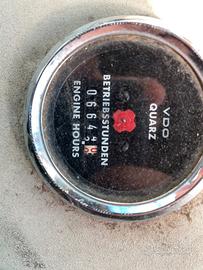 VDO
QUARZ
BETRIEBSSTUNDEN
0664
ENGINE HOURS